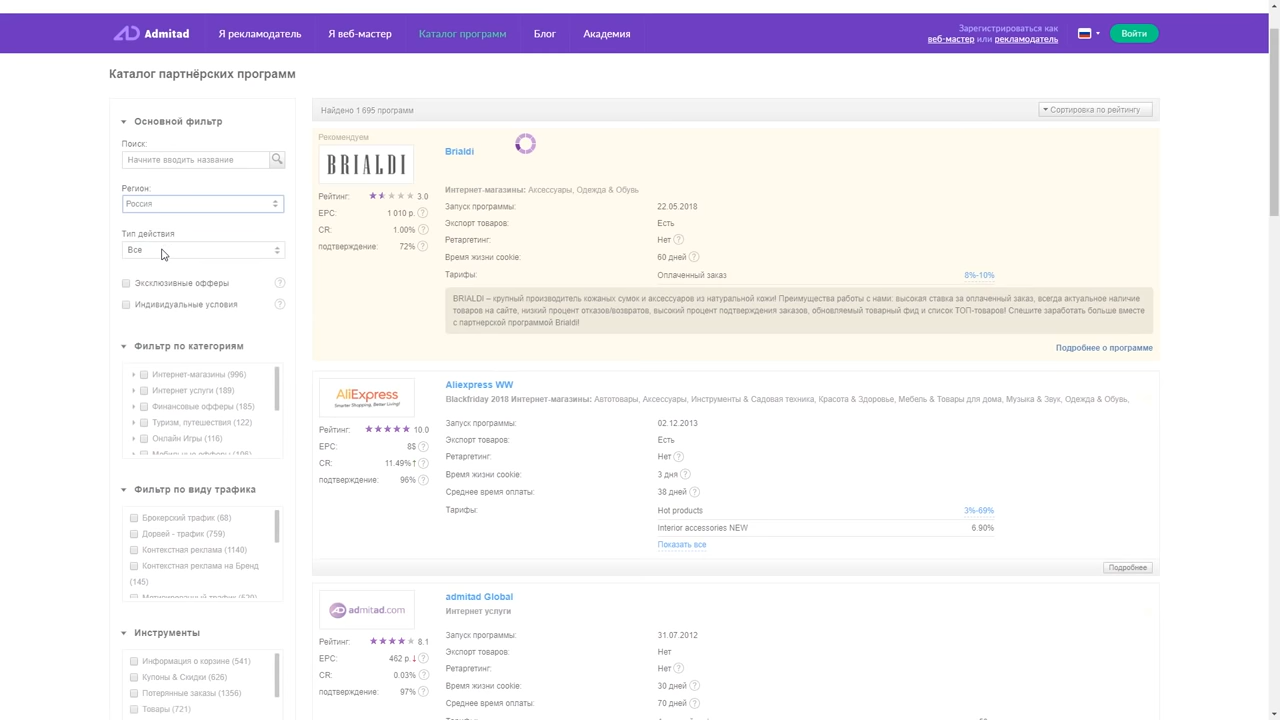 Admitad
Я рекламодатель
Я веб-мастер
Каталог программ
Блог
Академия
Зарегистрироваться как
веб-мастер или рекламодатель
Войти
Каталог партнёрских программ
Основной фильтр
Поиск:
Начните вводить название
Регион:
Россия
Тип действия
Все
Эксклюзивные офферы ?
Индивидуальные условия ?
Фильтр по категориям
Интернет-магазины (996)
Интернет услуги (189)
Финансовые офферы (185)
Туризм, путешествия (122)
Онлайн Игры (116)
Фильтр по виду трафика
Брокерский трафик (68)
Дорвей - трафик (759)
Контекстная реклама (1140)
Контекстная реклама на Бренд
(145)
Инструменты
Информация о корзине (541)
Купоны & Скидки (626)
Потерянные заказы (1356)
Товары (721)
Найдено 1 695 программ
Сортировка по рейтингу
Рекомендуем
BRIALDI
Brialdi
Рейтинг: 3.0
EPC: 1 010 р. ?
CR: 1.00% ?
подтверждение: 72% ?
Интернет-магазины: Аксессуары, Одежда & Обувь
Запуск программы: 22.05.2018
Экспорт товаров: Есть
Ретаргетинг: Нет ?
Время жизни cookie: 60 дней ?
Тарифы: Оплаченный заказ 8%-10%
BRIALDI – крупный производитель кожаных сумок и аксессуаров из натуральной кожи! Преимущества работы с нами: высокая ставка за оплаченный заказ, всегда актуальное наличие
товаров на сайте, низкий процент отказов/возвратов, высокий процент подтверждения заказов, обновляемый товарный фид и список ТОП-товаров! Спешите заработать больше вместе
с партнерской программой Brialdi!
Подробнее о программе
AliExpress
Smarter Shopping, Better Living!
Aliexpress WW
Blackfriday 2018 Интернет-магазины: Автотовары, Аксессуары, Инструменты & Садовая техника, Красота & Здоровье, Мебель & Товары для дома, Музыка & Звук, Одежда & Обувь,
Рейтинг: 10.0
EPC: 8$ ?
CR: 11.49% ↑ ?
подтверждение: 96% ?
Запуск программы: 02.12.2013
Экспорт товаров: Есть
Ретаргетинг: Нет ?
Время жизни cookie: 3 дня ?
Среднее время оплаты: 38 дней ?
Тарифы: Hot products 3%-69%
Interior accessories NEW 6.90%
Показать все
Подробнее
admitad.com
admitad Global
Интернет услуги
Рейтинг: 8.1
EPC: 462 р. ↓ ?
CR: 0.03% ?
подтверждение: 97% ?
Запуск программы: 31.07.2012
Экспорт товаров: Нет
Ретаргетинг: Нет ?
Время жизни cookie: 30 дней ?
Среднее время оплаты: 70 дней ?